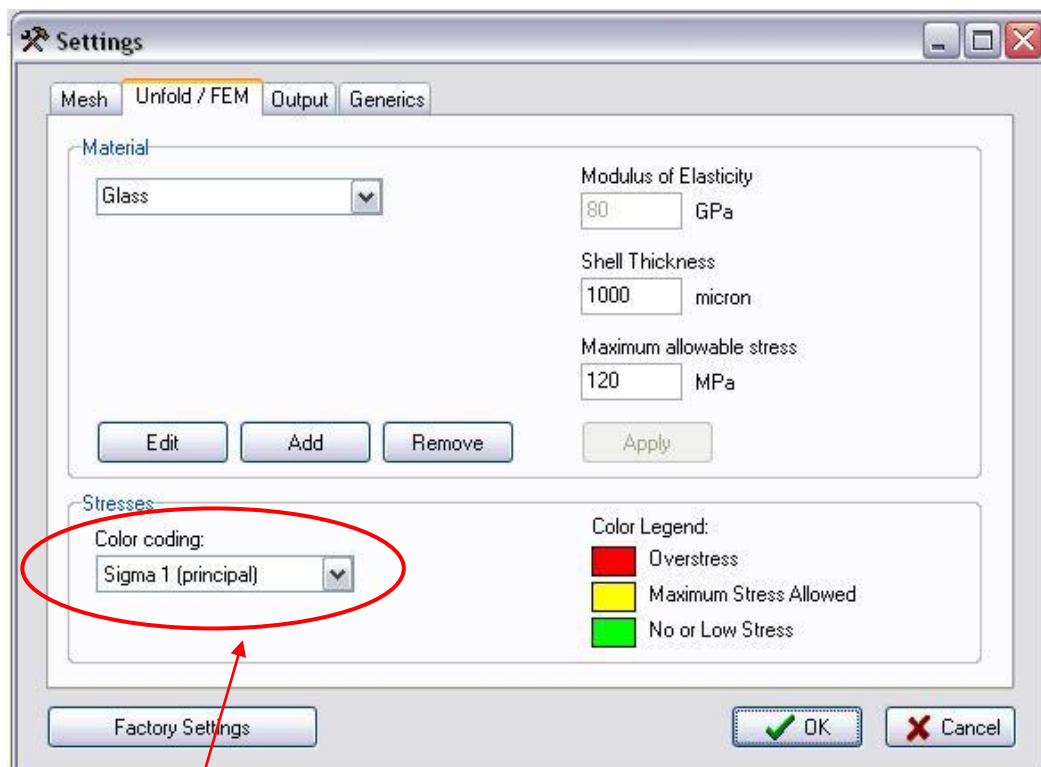 Settings
Mesh Unfold / FEM Output Generics
Material
Glass
Modulus of Elasticity
80 GPa
Shell Thickness
1000 micron
Maximum allowable stress
120 MPa
Edit Add Remove Apply
Stresses
Color coding:
Sigma 1 (principal)
Color Legend:
Overstress
Maximum Stress Allowed
No or Low Stress
Factory Settings OK Cancel